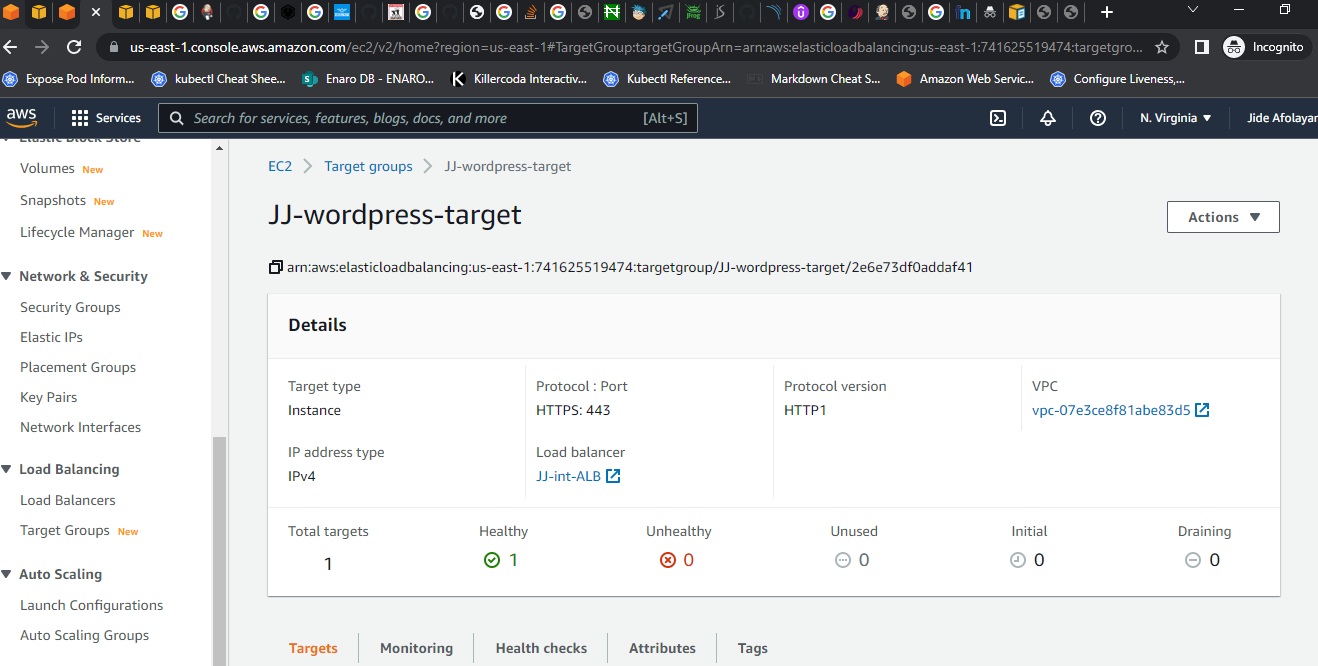 us-east-1.console.aws.amazon.com/ec2/v2/home?region=us-east-1#TargetGroup:targetGroupArn=arn:aws:elasticloadbalancing:us-east-1:741625519474:targetgro...
Incognito
Expose Pod Inform...
kubectl Cheat Shee...
Enaro DB - ENARO...
Killercoda Interactiv...
Kubectl Reference...
Markdown Cheat S...
Amazon Web Servic...
Configure Liveness,...
aws
Services
Search for services, features, blogs, docs, and more
[Alt+S]
N. Virginia
Jide Afolayan
Elastic Block Store
Volumes New
Snapshots New
Lifecycle Manager New
Network & Security
Security Groups
Elastic IPs
Placement Groups
Key Pairs
Network Interfaces
Load Balancing
Load Balancers
Target Groups New
Auto Scaling
Launch Configurations
Auto Scaling Groups
EC2
Target groups
JJ-wordpress-target
JJ-wordpress-target
Actions
arn:aws:elasticloadbalancing:us-east-1:741625519474:targetgroup/JJ-wordpress-target/2e6e73df0addaf41
Details
Target type
Instance
Protocol : Port
HTTPS: 443
Protocol version
HTTP1
VPC
vpc-07e3ce8f81abe83d5
IP address type
IPv4
Load balancer
JJ-int-ALB
Total targets
1
Healthy
1
Unhealthy
0
Unused
0
Initial
0
Draining
0
Targets
Monitoring
Health checks
Attributes
Tags